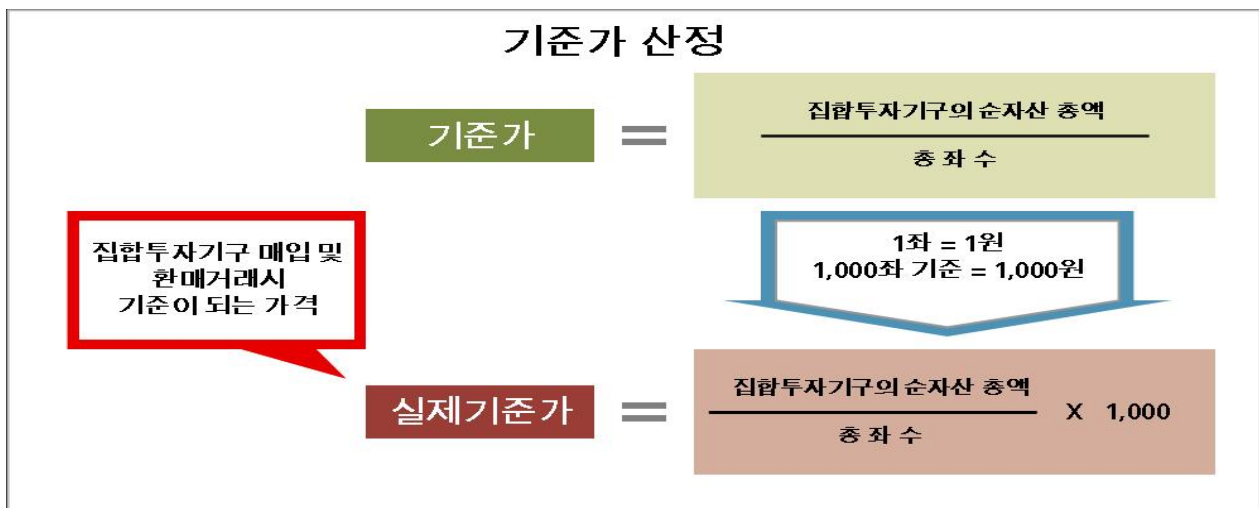 기준가 산정
기준가 = 집합투자기구의 순자산 총액
총 좌 수
집합투자기구 매입 및
환매거래시
기준이 되는 가격
1좌 = 1원
1,000좌 기준 = 1,000원
실제기준가 = 집합투자기구의 순자산 총액
총 좌 수
X 1,000